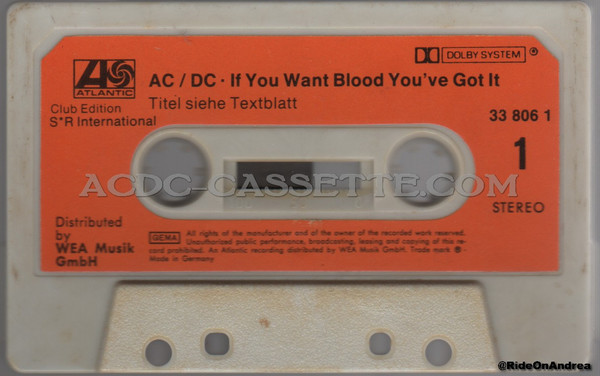 DOLBY SYSTEM
ATLANTIC
AC / DC · If You Want Blood You've Got It
Club Edition
S*R International
Titel siehe Textblatt
33 806 1
1
ACDC-CASSETTE.COM
STEREO
Distributed
by
WEA Musik
GmbH
GEMA
All rights of the manufacturer and of the owner of the recorded work reserved.
Unauthorized public performance, broadcasting, leasing and copying of this re-
cord prohibited. An Atlantic recording distributed by WEA Musik GmbH. Trade mark ®.
Made in Germany
@RideOnAndrea